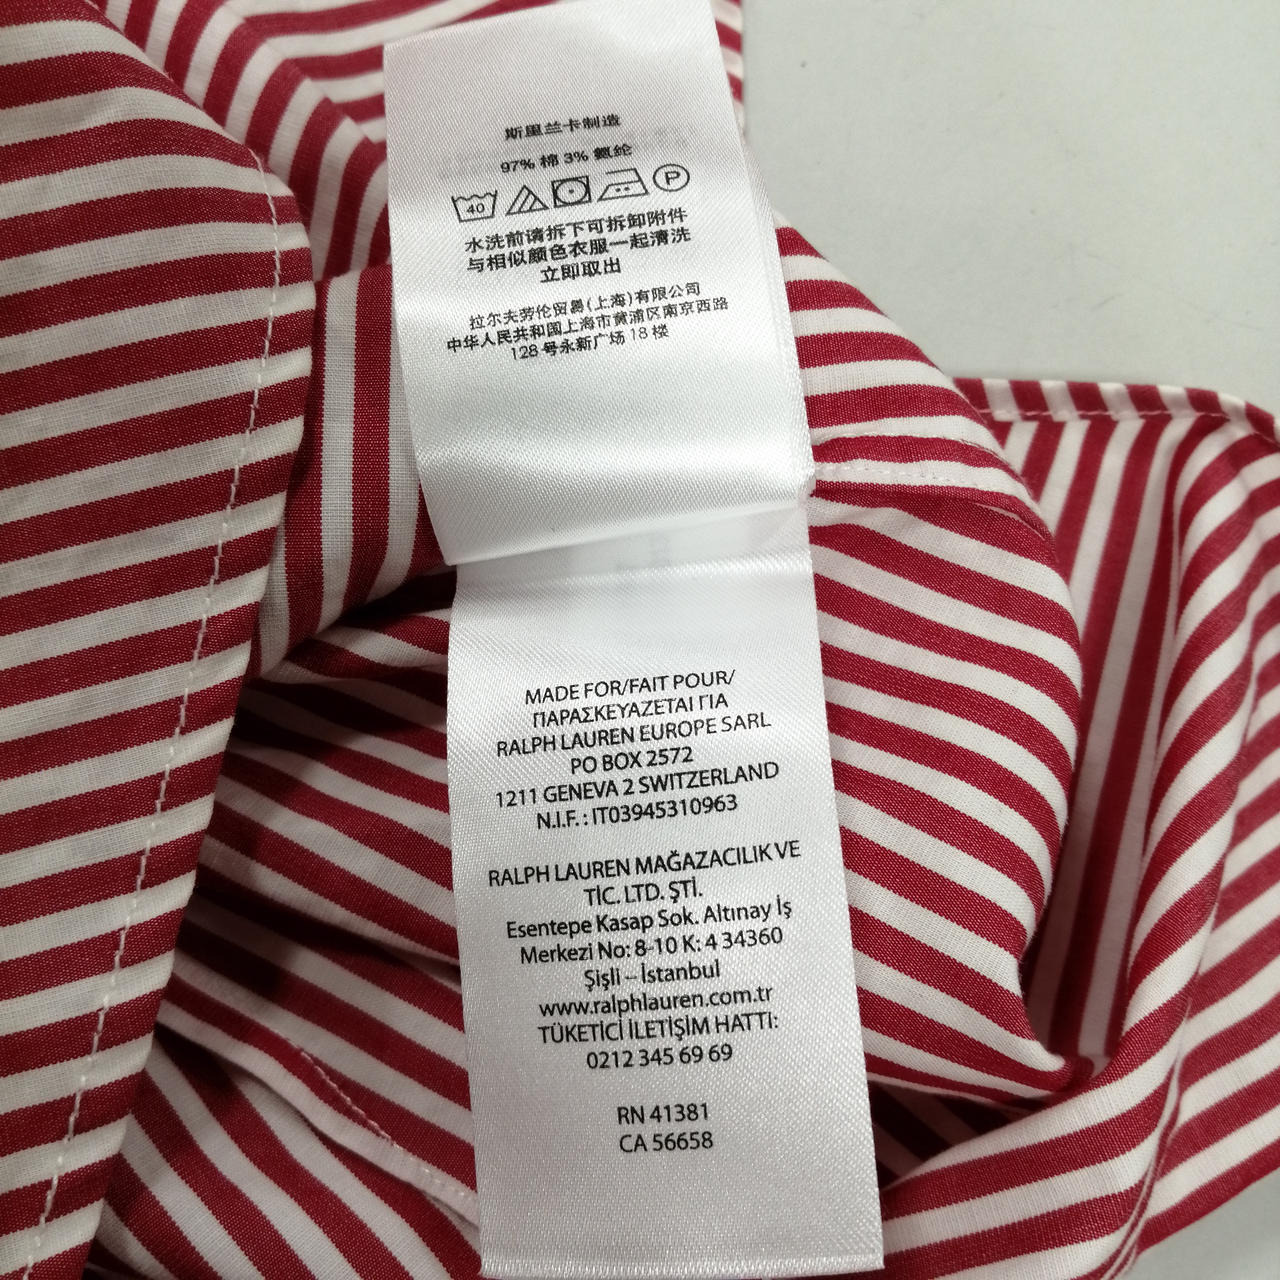 斯里兰卡制造
97% 棉 3% 氨纶
40 P
水洗前请拆下可拆卸附件
与相似颜色衣服一起清洗
立即取出
拉尔夫劳伦贸易(上海)有限公司
中华人民共和国上海市黄浦区南京西路
128 号永新广场 18 楼
MADE FOR/FAIT POUR/
ΠΑΡΑΣΚΕΥΑΖΕΤΑΙ ΓΙΑ
RALPH LAUREN EUROPE SARL
PO BOX 2572
1211 GENEVA 2 SWITZERLAND
N.I.F. : IT03945310963
RALPH LAUREN MAĞAZACILIK VE
TİC. LTD. ŞTİ.
Esentepe Kasap Sok. Altınay İş
Merkezi No: 8-10 K: 4 34360
Şişli – İstanbul
www.ralphlauren.com.tr
TÜKETİCİ İLETİŞİM HATTI:
0212 345 69 69
RN 41381
CA 56658